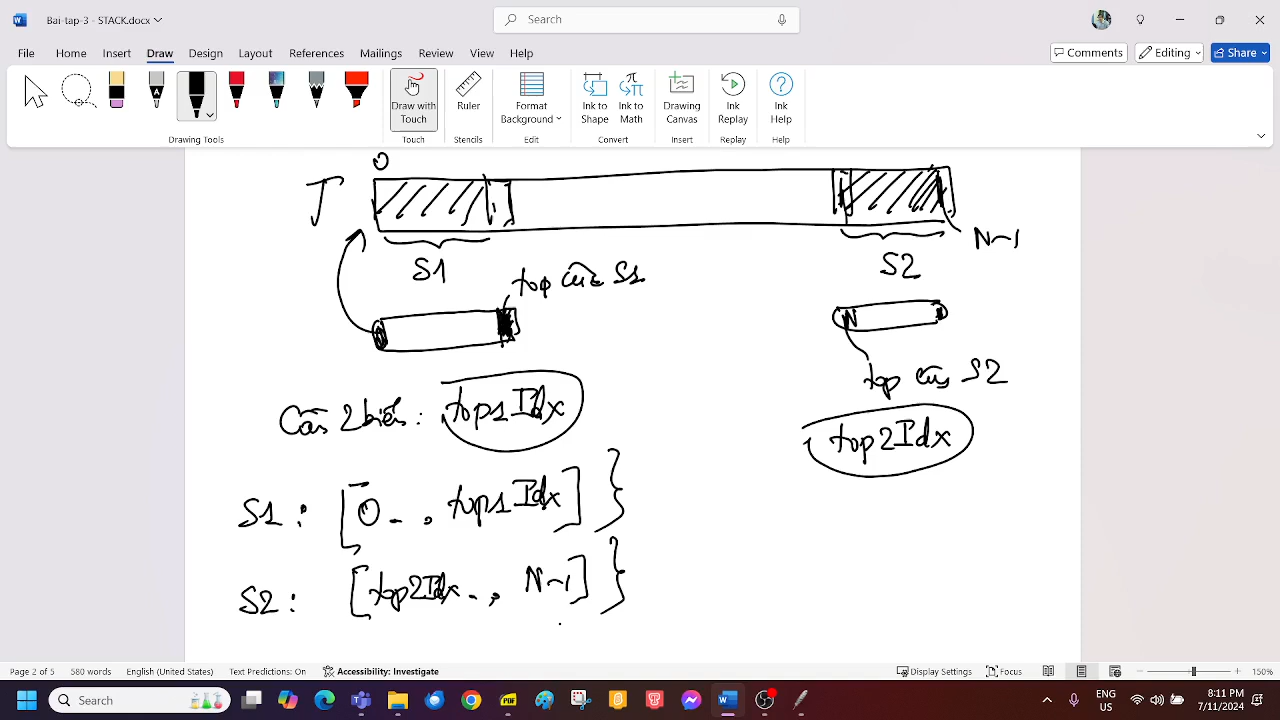 Bai-tap-3 - STACK.docx
Search
File Home Insert Draw Design Layout References Mailings Review View Help
Comments Editing Share
Draw with Touch
Ruler
Format Background
Ink to Shape
Ink to Math
Drawing Canvas
Ink Replay
Ink Help
Drawing Tools Touch Stencils Edit Convert Insert Replay Help
0
N-1
S1
S2
top của S1
top của S2
Cần 2 biến: top1Idx
top2Idx
S1: [0.., top1Idx]}
S2: [top2Idx.., N-1]}
Page 2 of 5 580 words English (U.S.) Text Predictions: On Accessibility: Investigate Display Settings Focus 150%
Search
ENG
US
8:11 PM
7/11/2024